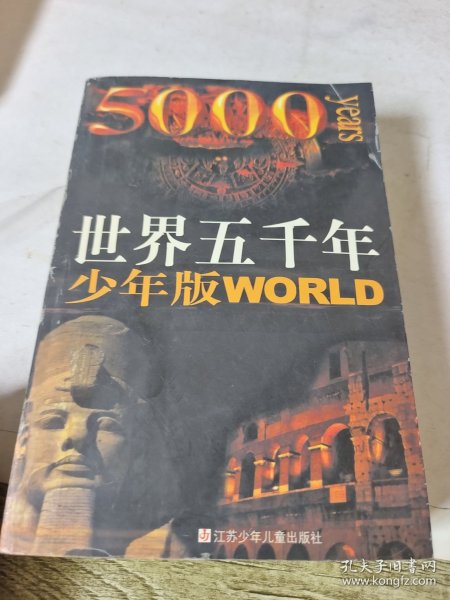 5000
years
世界五千年
少年版WORLD
江苏少年儿童出版社
孔夫子旧书网
www.kongfz.com